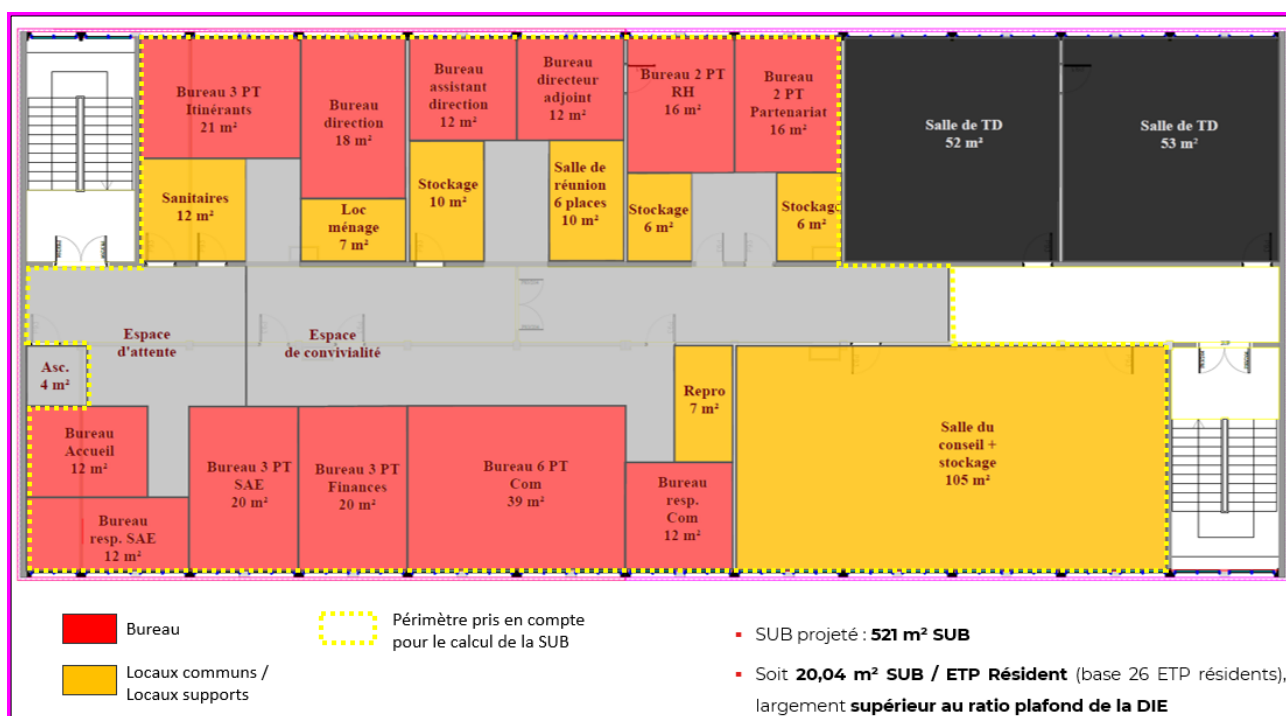 Bureau 3 PT
Itinérants
21 m²
Bureau
direction
18 m²
Bureau
assistant
direction
12 m²
Bureau
directeur
adjoint
12 m²
Bureau 2 PT
RH
16 m²
Bureau
2 PT
Partenariat
16 m²
Salle de TD
52 m²
Salle de TD
53 m²
Sanitaires
12 m²
Loc
ménage
7 m²
Stockage
10 m²
Salle de
réunion
6 places
10 m²
Stockage
6 m²
Stockage
6 m²
Espace
d'attente
Espace
de convivialité
Asc.
4 m²
Bureau
Accueil
12 m²
Bureau
resp. SAE
12 m²
Bureau 3 PT
SAE
20 m²
Bureau 3 PT
Finances
20 m²
Bureau 6 PT
Com
39 m²
Repro
7 m²
Bureau
resp.
Com
12 m²
Salle du
conseil +
stockage
105 m²
Bureau
Locaux communs /
Locaux supports
Périmètre pris en compte
pour le calcul de la SUB
▪ SUB projeté : 521 m² SUB
▪ Soit 20,04 m² SUB / ETP Résident (base 26 ETP résidents),
largement supérieur au ratio plafond de la DIE